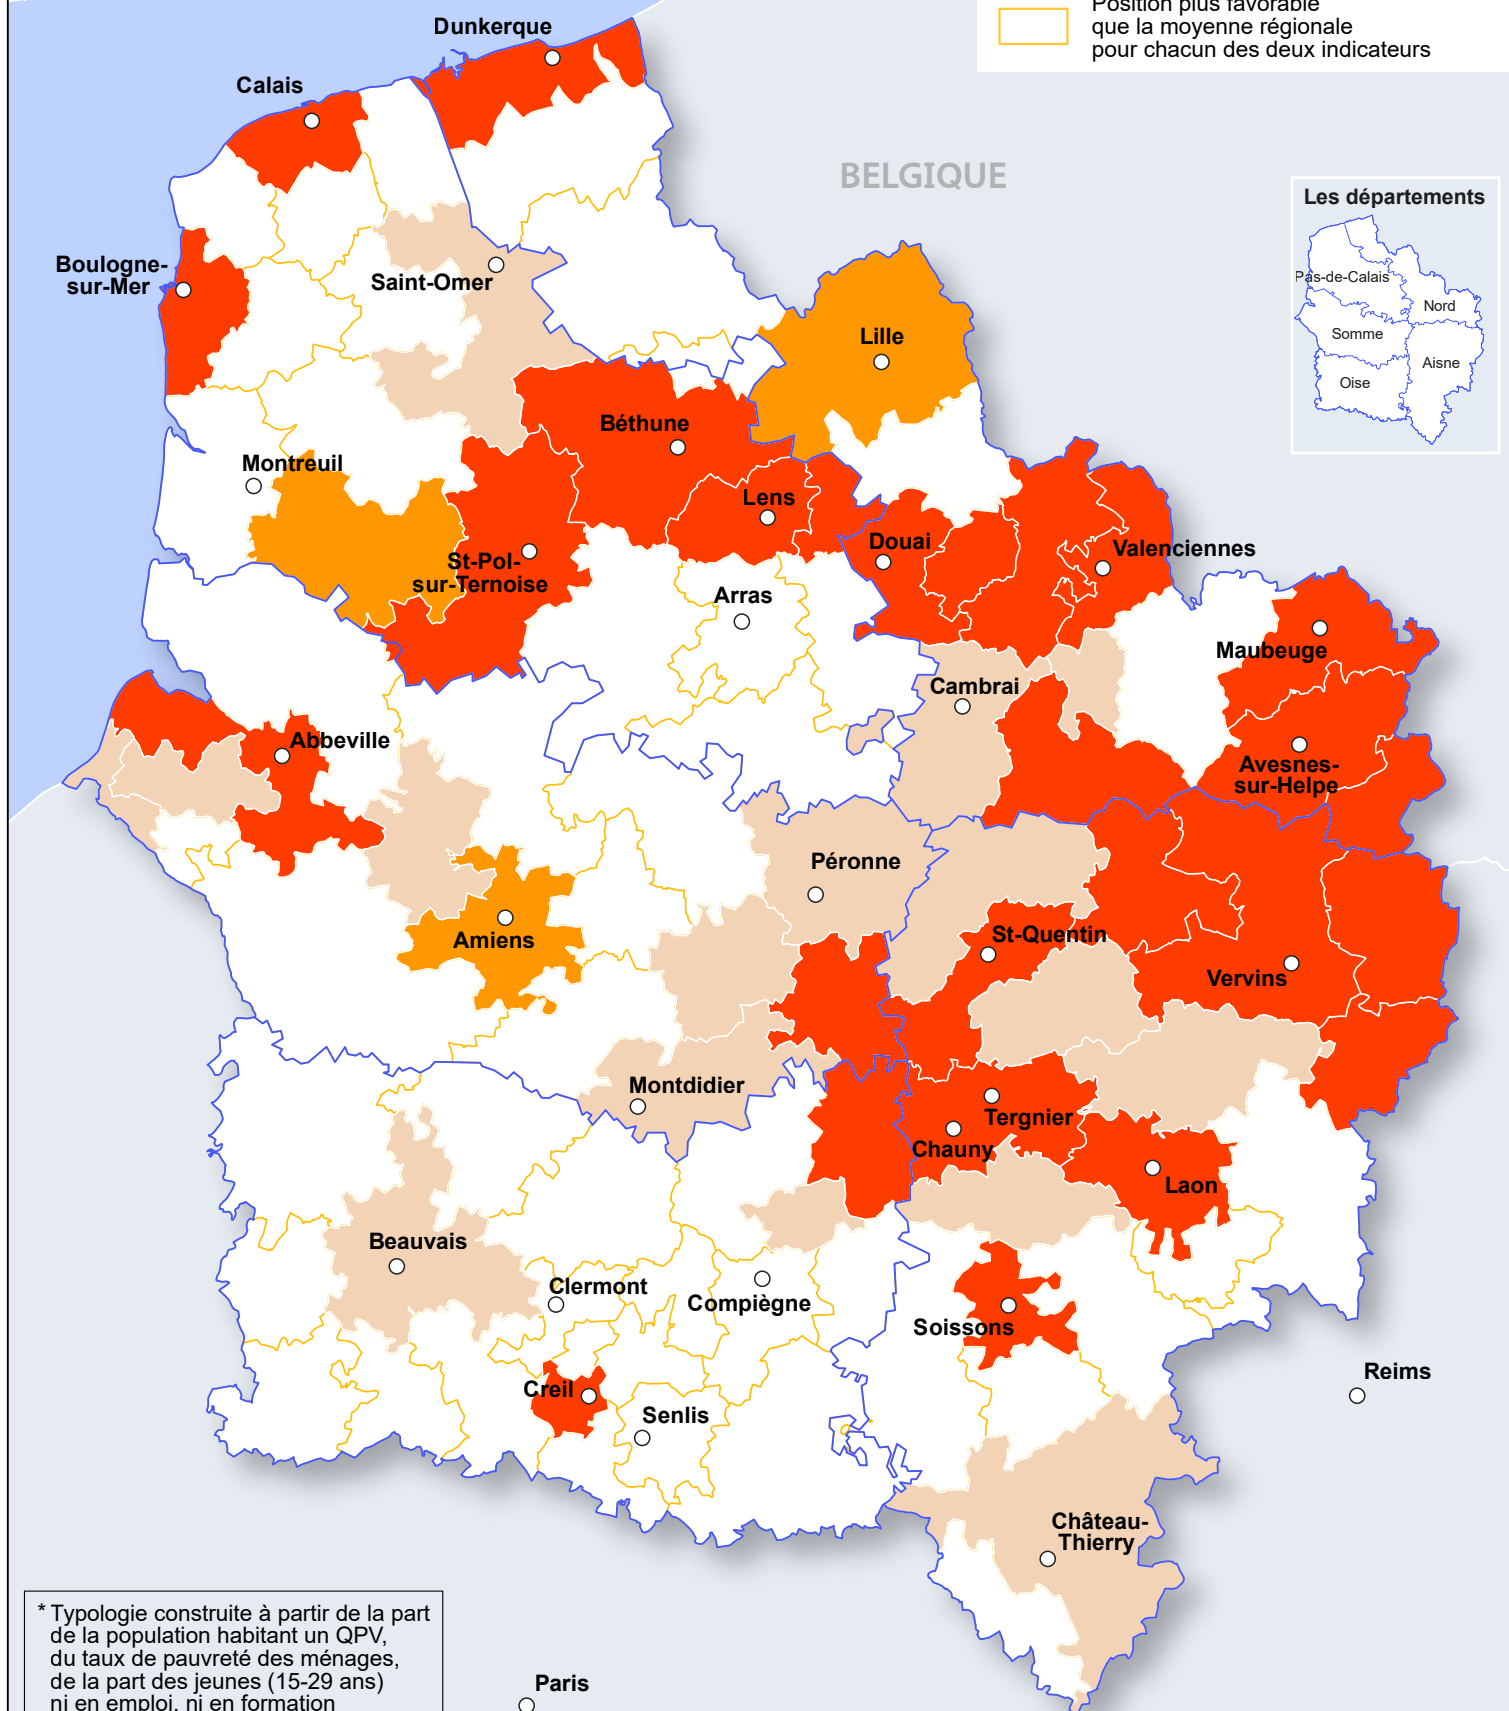 Position plus favorable
que la moyenne régionale
pour chacun des deux indicateurs
Dunkerque
Calais
BELGIQUE
Les départements
Pas-de-Calais
Nord
Somme
Aisne
Oise
Boulogne-
sur-Mer
Saint-Omer
Lille
Béthune
Montreuil
Lens
Douai
Valenciennes
St-Pol-
sur-Ternoise
Arras
Maubeuge
Cambrai
Abbeville
Avesnes-
sur-Helpe
Péronne
St-Quentin
Amiens
Vervins
Montdidier
Tergnier
Chauny
Laon
Beauvais
Clermont
Compiègne
Soissons
Reims
Creil
Senlis
Château-
Thierry
* Typologie construite à partir de la part
de la population habitant un QPV,
du taux de pauvreté des ménages,
de la part des jeunes (15-29 ans)
ni en emploi, ni en formation
Paris